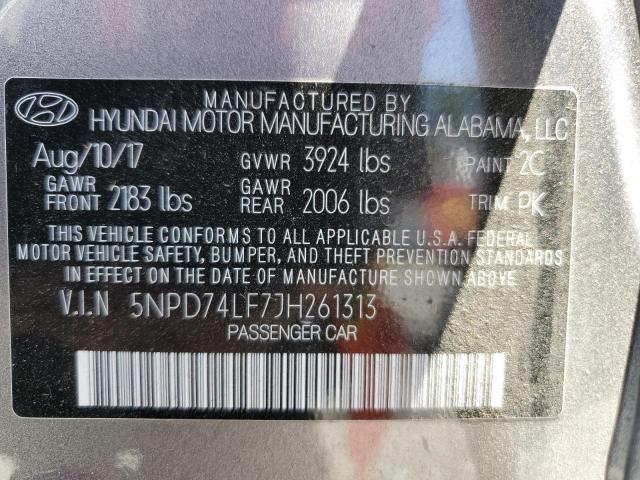 MANUFACTURED BY
HYUNDAI MOTOR MANUFACTURING ALABAMA, LLC
Aug/10/17 GVWR 3924 lbs PAINT 2C
GAWR FRONT 2183 lbs GAWR REAR 2006 lbs TRIM PK
THIS VEHICLE CONFORMS TO ALL APPLICABLE U.S.A. FEDERAL
MOTOR VEHICLE SAFETY, BUMPER, AND THEFT PREVENTION STANDARDS
IN EFFECT ON THE DATE OF MANUFACTURE SHOWN ABOVE.
V.I.N 5NPD74LF7JH261313
PASSENGER CAR